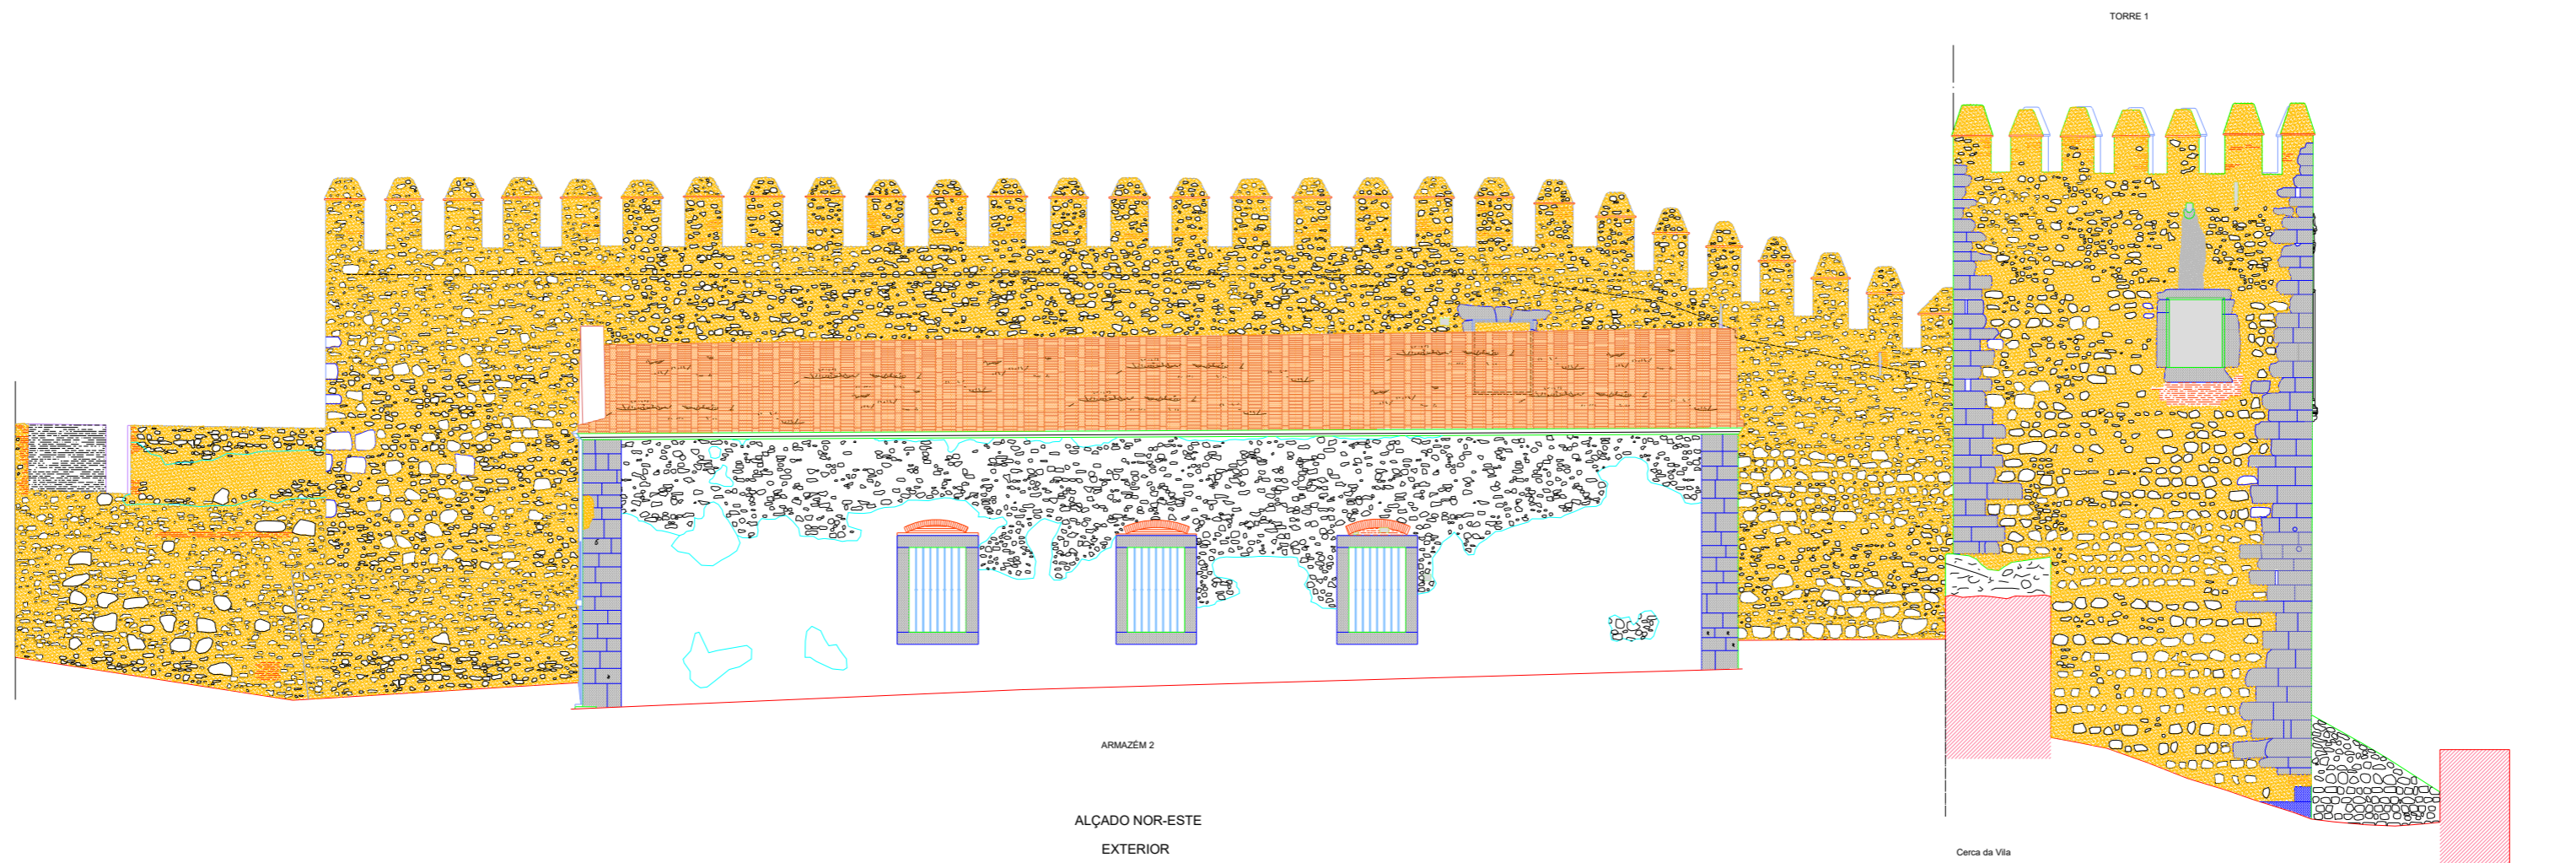 TORRE 1
ARMAZÉM 2
ALÇADO NOR-ESTE
EXTERIOR
Cerca da Vila